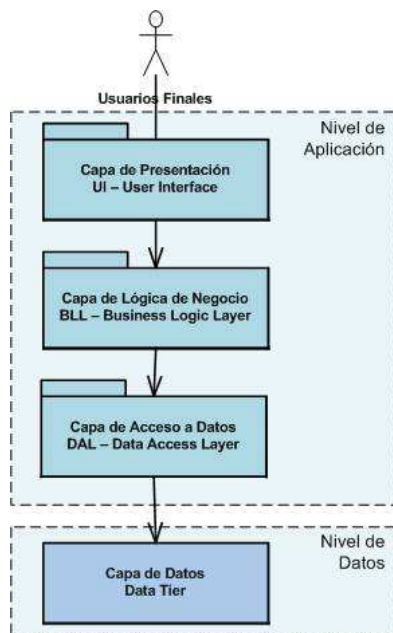 Usuarios Finales
Nivel de
Aplicación
Capa de Presentación
UI – User Interface
Capa de Lógica de Negocio
BLL – Business Logic Layer
Capa de Acceso a Datos
DAL – Data Access Layer
Nivel de
Datos
Capa de Datos
Data Tier